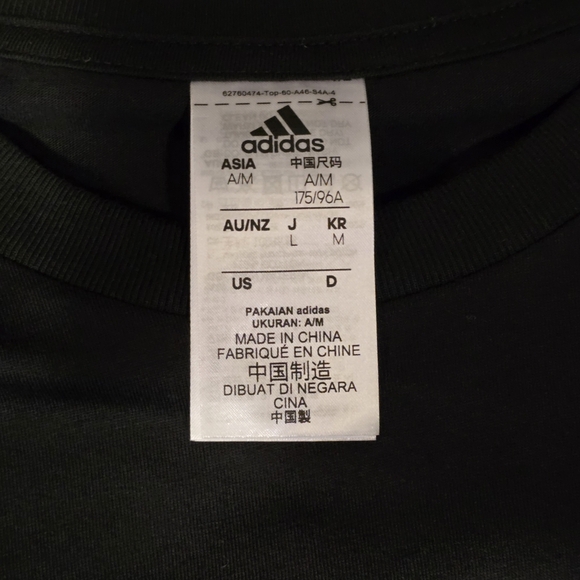 62760474-Top-60-A46-S4A-4
adidas
ASIA 中国尺码
A/M A/M
175/96A
AU/NZ J KR
L M
US D
PAKAIAN adidas
UKURAN: A/M
MADE IN CHINA
FABRIQUÉ EN CHINE
中国制造
DIBUAT DI NEGARA
CINA
中国製